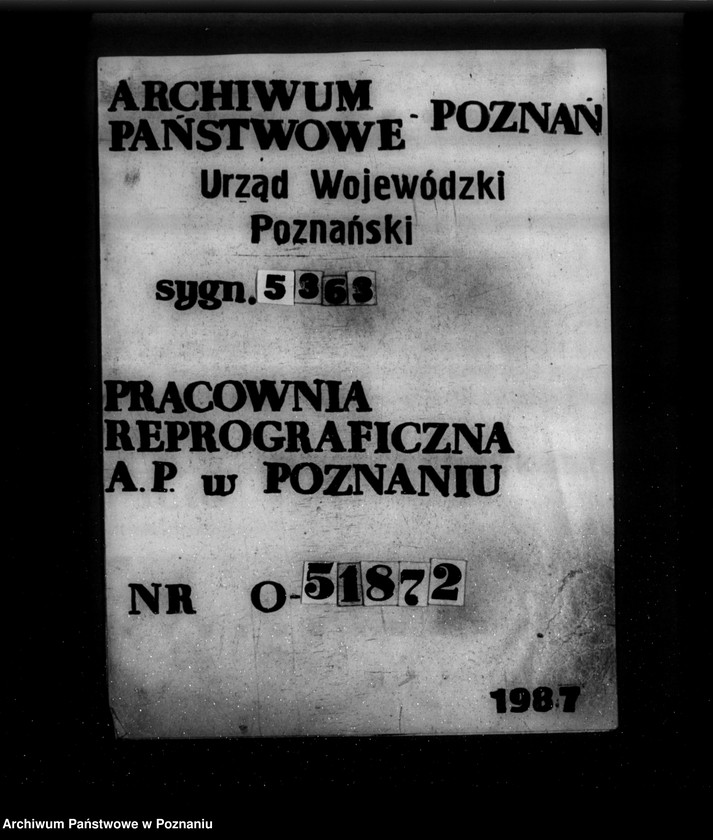 ARCHIWUM
PAŃSTWOWE - POZNAŃ
Urząd Wojewódzki
Poznański
sygn. 5363
PRACOWNIA
REPROGRAFICZNA
A.P. w POZNANIU
NR O-51872
1987
Archiwum Państwowe w Poznaniu